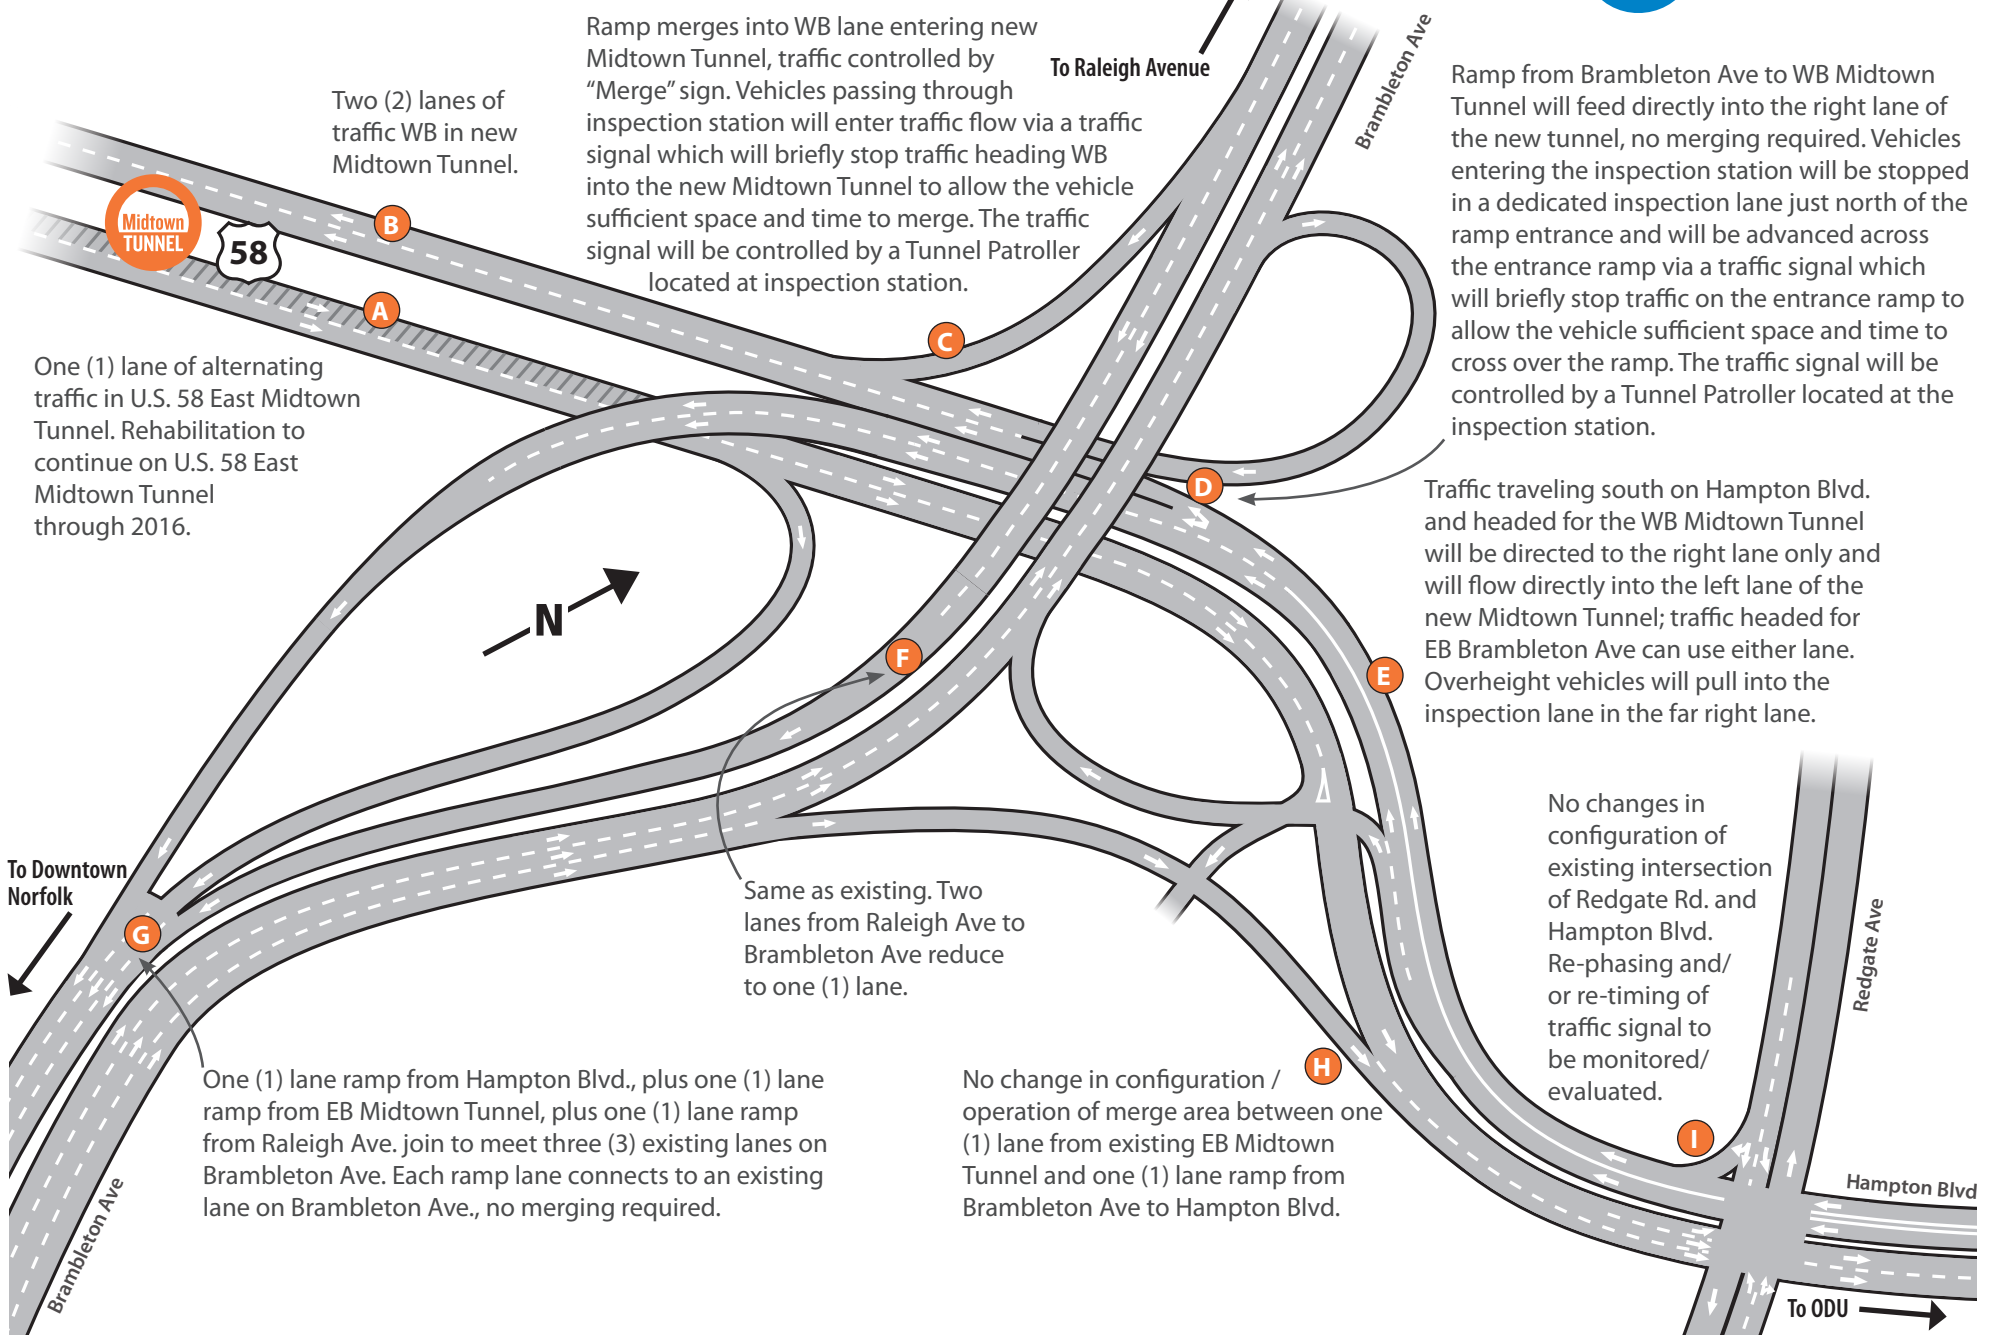 Ramp merges into WB lane entering new
Midtown Tunnel, traffic controlled by
“Merge” sign. Vehicles passing through
inspection station will enter traffic flow via a traffic
signal which will briefly stop traffic heading WB
into the new Midtown Tunnel to allow the vehicle
sufficient space and time to merge. The traffic
signal will be controlled by a Tunnel Patroller
located at inspection station.
To Raleigh Avenue
Brambleton Ave
Two (2) lanes of
traffic WB in new
Midtown Tunnel.
Ramp from Brambleton Ave to WB Midtown
Tunnel will feed directly into the right lane of
the new tunnel, no merging required. Vehicles
entering the inspection station will be stopped
in a dedicated inspection lane just north of the
ramp entrance and will be advanced across
the entrance ramp via a traffic signal which
will briefly stop traffic on the entrance ramp to
allow the vehicle sufficient space and time to
cross over the ramp. The traffic signal will be
controlled by a Tunnel Patroller located at the
inspection station.
Midtown
TUNNEL
58
B
A
C
D
One (1) lane of alternating
traffic in U.S. 58 East Midtown
Tunnel. Rehabilitation to
continue on U.S. 58 East
Midtown Tunnel
through 2016.
Traffic traveling south on Hampton Blvd.
and headed for the WB Midtown Tunnel
will be directed to the right lane only and
will flow directly into the left lane of the
new Midtown Tunnel; traffic headed for
EB Brambleton Ave can use either lane.
Overheight vehicles will pull into the
inspection lane in the far right lane.
N
F
E
No changes in
configuration of
existing intersection
of Redgate Rd. and
Hampton Blvd.
Re-phasing and/
or re-timing of
traffic signal to
be monitored/
evaluated.
Redgate Ave
To Downtown
Norfolk
G
Same as existing. Two
lanes from Raleigh Ave to
Brambleton Ave reduce
to one (1) lane.
One (1) lane ramp from Hampton Blvd., plus one (1) lane
ramp from EB Midtown Tunnel, plus one (1) lane ramp
from Raleigh Ave. join to meet three (3) existing lanes on
Brambleton Ave. Each ramp lane connects to an existing
lane on Brambleton Ave., no merging required.
H
No change in configuration /
operation of merge area between one
(1) lane from existing EB Midtown
Tunnel and one (1) lane ramp from
Brambleton Ave to Hampton Blvd.
I
Hampton Blvd
Brambleton Ave
To ODU